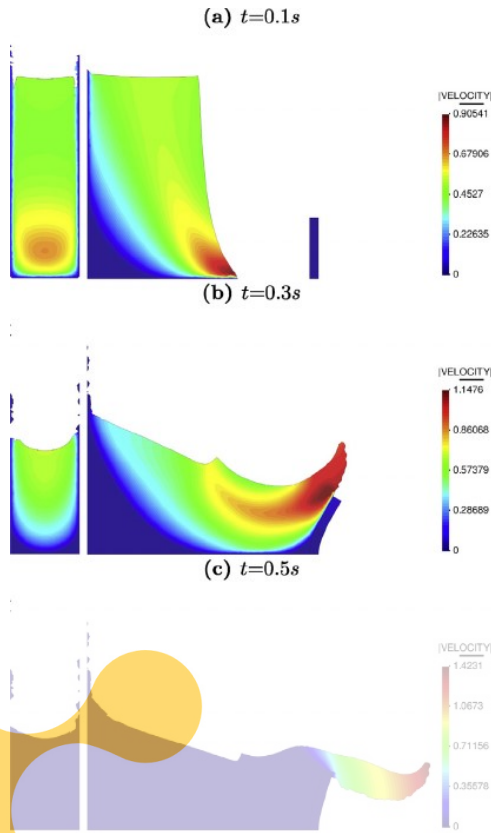 (a) t=0.1s
|VELOCITY|
0.90541
0.67906
0.4527
0.22635
0
(b) t=0.3s
|VELOCITY|
1.1476
0.86068
0.57379
0.28689
0
(c) t=0.5s
|VELOCITY|
1.4231
1.0673
0.71156
0.35578
0